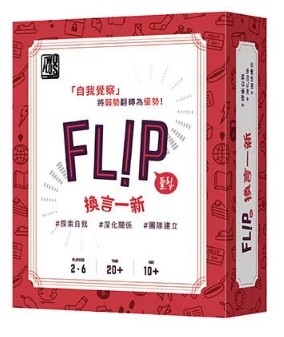 「自我覺察」
將弱勢翻轉為優勢！
FL!P
換言一新
#探索自我 #深化關係 #團隊建立
PLAYERS TIME AGE
2-6 20+ 10+
FL!P 換言一新